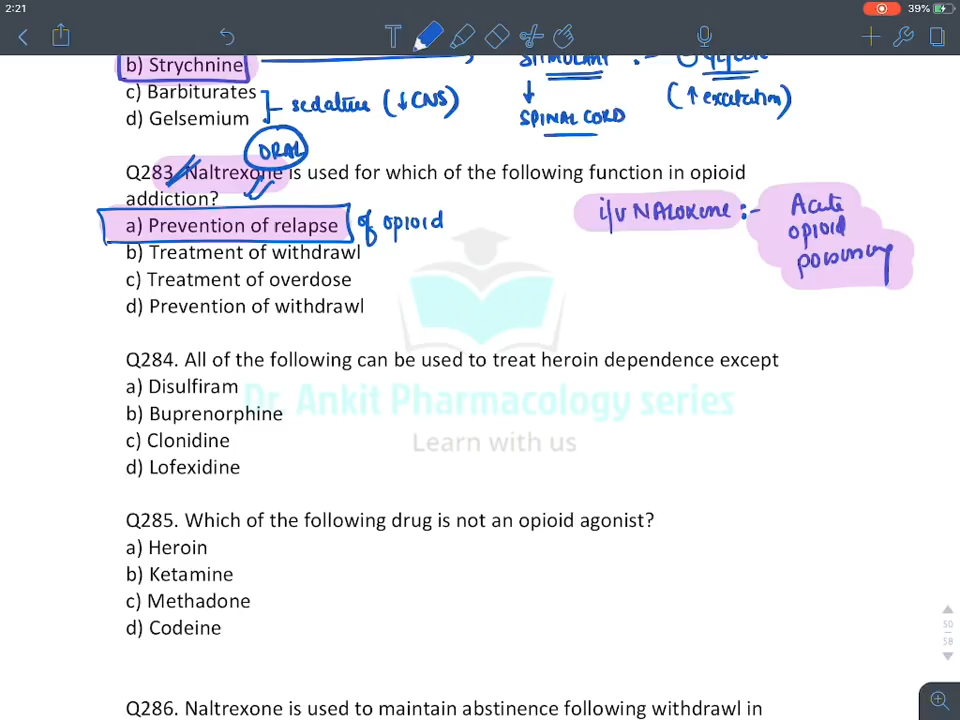 2:21
39%
b) Strychnine
STIMULANT :-
c) Barbiturates
sedative (↓CNS)
↓
(↑ excitation)
d) Gelsemium
SPINAL CORD
ORAL
Q283. Naltrexone is used for which of the following function in opioid
addiction?
a) Prevention of relapse of opioid
i/v NALOXONE :- Acute
opioid
poisoning
b) Treatment of withdrawl
c) Treatment of overdose
d) Prevention of withdrawl
Q284. All of the following can be used to treat heroin dependence except
a) Disulfiram
Dr. Ankit Pharmacology series
b) Buprenorphine
c) Clonidine
Learn with us
d) Lofexidine
Q285. Which of the following drug is not an opioid agonist?
a) Heroin
b) Ketamine
c) Methadone
d) Codeine
50
58
Q286. Naltrexone is used to maintain abstinence following withdrawl in